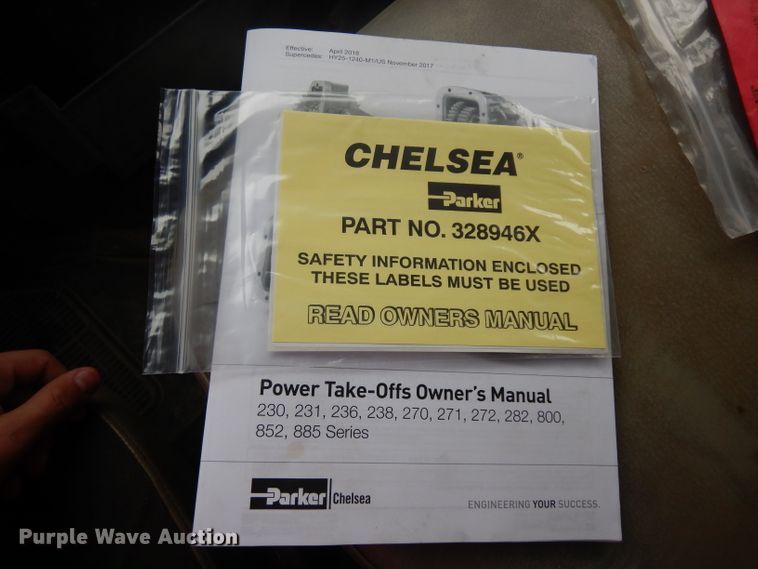 Effective: April 2018
Supercedes: HY25-1240-M1/US November 2017
CHELSEA®
Parker
PART NO. 328946X
SAFETY INFORMATION ENCLOSED
THESE LABELS MUST BE USED
READ OWNERS MANUAL
Power Take-Offs Owner's Manual
230, 231, 236, 238, 270, 271, 272, 282, 800,
852, 885 Series
Parker Chelsea
ENGINEERING YOUR SUCCESS.
Purple Wave Auction®